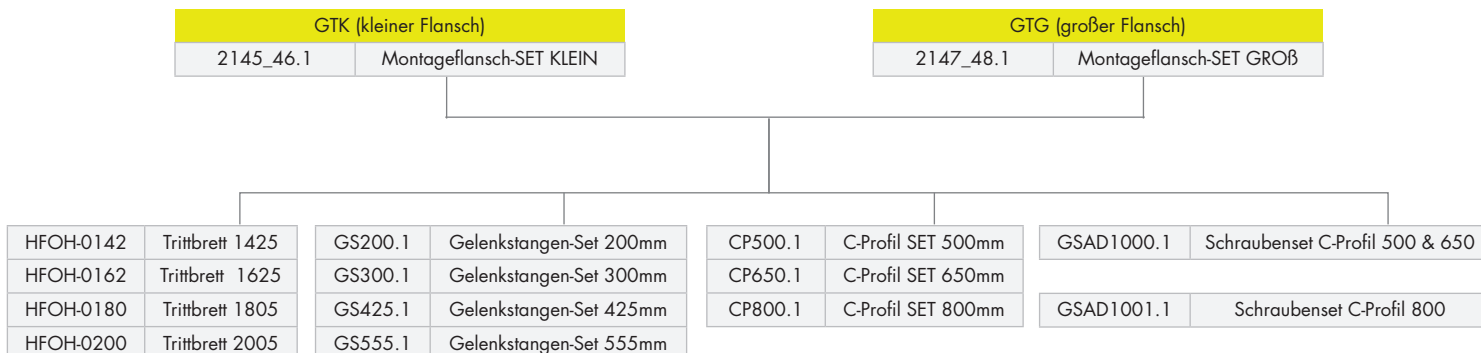 GTK (kleiner Flansch)
2145_46.1 Montageflansch-SET KLEIN
GTG (großer Flansch)
2147_48.1 Montageflansch-SET GROß
HFOH-0142 Trittbrett 1425
HFOH-0162 Trittbrett 1625
HFOH-0180 Trittbrett 1805
HFOH-0200 Trittbrett 2005
GS200.1 Gelenkstangen-Set 200mm
GS300.1 Gelenkstangen-Set 300mm
GS425.1 Gelenkstangen-Set 425mm
GS555.1 Gelenkstangen-Set 555mm
CP500.1 C-Profil SET 500mm
CP650.1 C-Profil SET 650mm
CP800.1 C-Profil SET 800mm
GSAD1000.1 Schraubenset C-Profil 500 & 650
GSAD1001.1 Schraubenset C-Profil 800